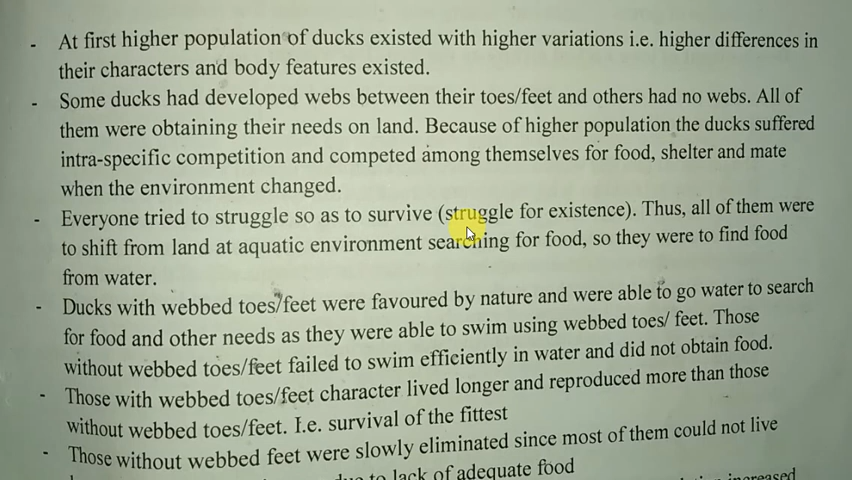 - At first higher population of ducks existed with higher variations i.e. higher differences in
their characters and body features existed.
- Some ducks had developed webs between their toes/feet and others had no webs. All of
them were obtaining their needs on land. Because of higher population the ducks suffered
intra-specific competition and competed among themselves for food, shelter and mate
when the environment changed.
- Everyone tried to struggle so as to survive (struggle for existence). Thus, all of them were
to shift from land at aquatic environment searching for food, so they were to find food
from water.
- Ducks with webbed toes/feet were favoured by nature and were able to go water to search
for food and other needs as they were able to swim using webbed toes/ feet. Those
without webbed toes/feet failed to swim efficiently in water and did not obtain food.
- Those with webbed toes/feet character lived longer and reproduced more than those
without webbed toes/feet. I.e. survival of the fittest
- Those without webbed feet were slowly eliminated since most of them could not live
to lack of adequate food
increased